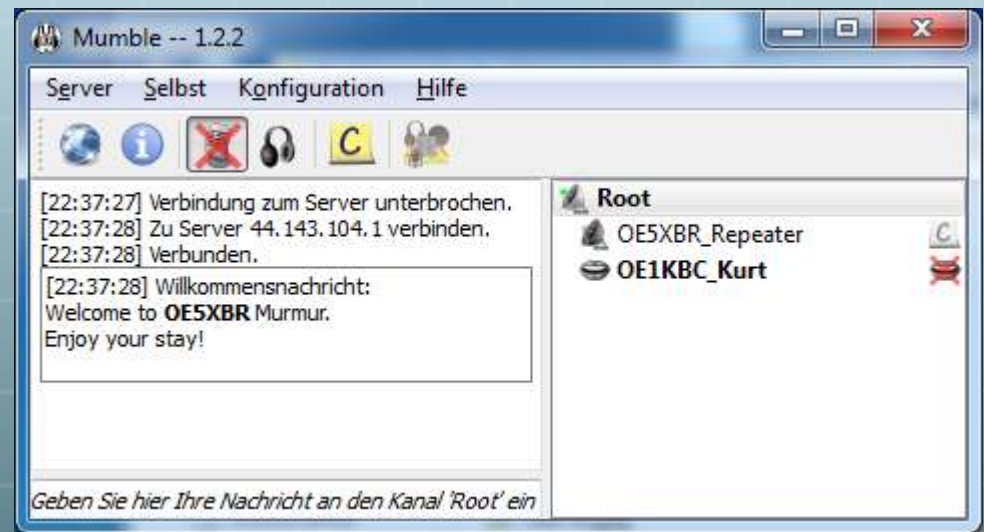 Mumble -- 1.2.2
Server Selbst Konfiguration Hilfe
C
[22:37:27] Verbindung zum Server unterbrochen.
[22:37:28] Zu Server 44.143.104.1 verbinden.
[22:37:28] Verbunden.
[22:37:28] Willkommensnachricht:
Welcome to OE5XBR Murmur.
Enjoy your stay!
Root
OE5XBR_Repeater C
OE1KBC_Kurt
Geben Sie hier Ihre Nachricht an den Kanal 'Root' ein